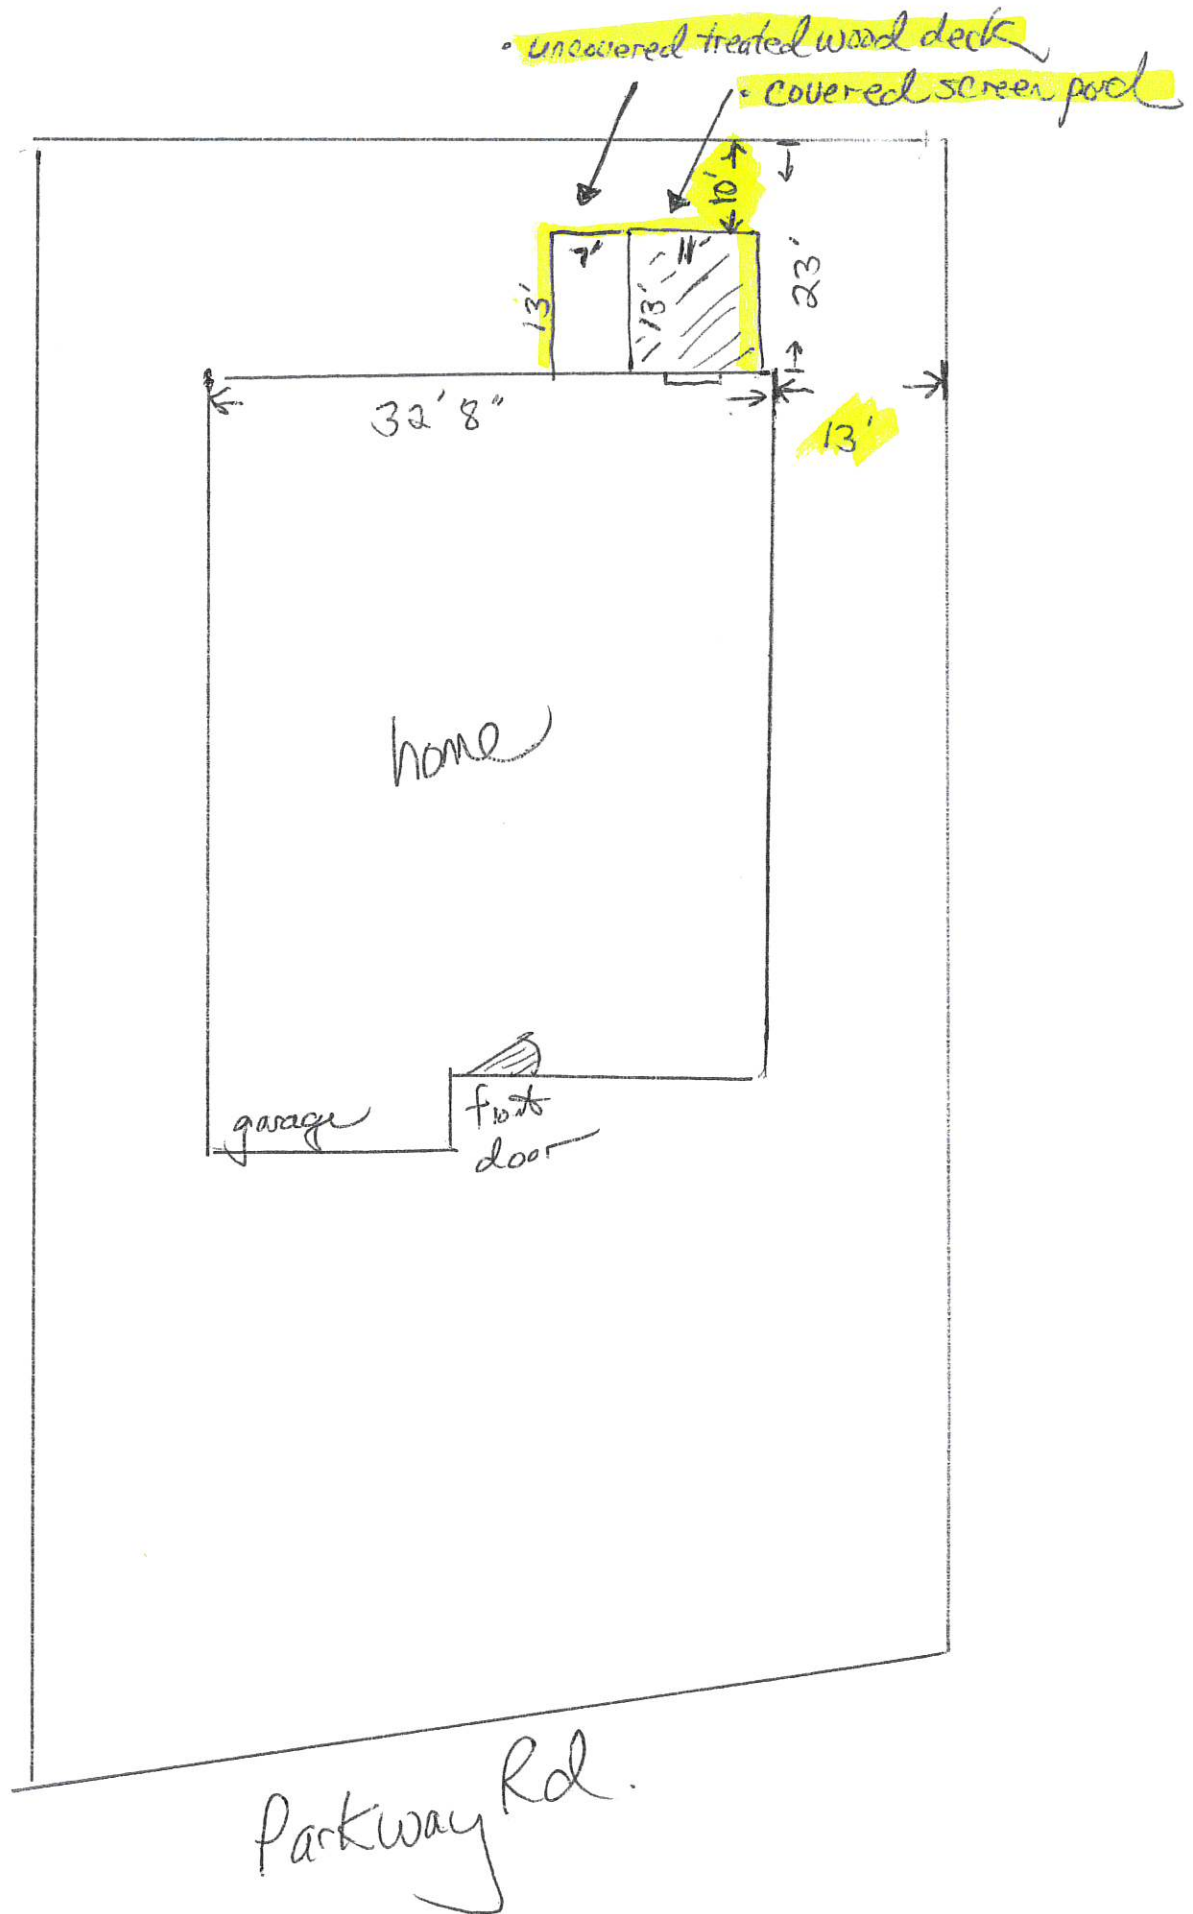 • uncovered treated wood deck
• covered screen porch
10'
7'
11'
13'
13'
23'
32' 8"
13'
home
garage
front
door
Parkway Rd.